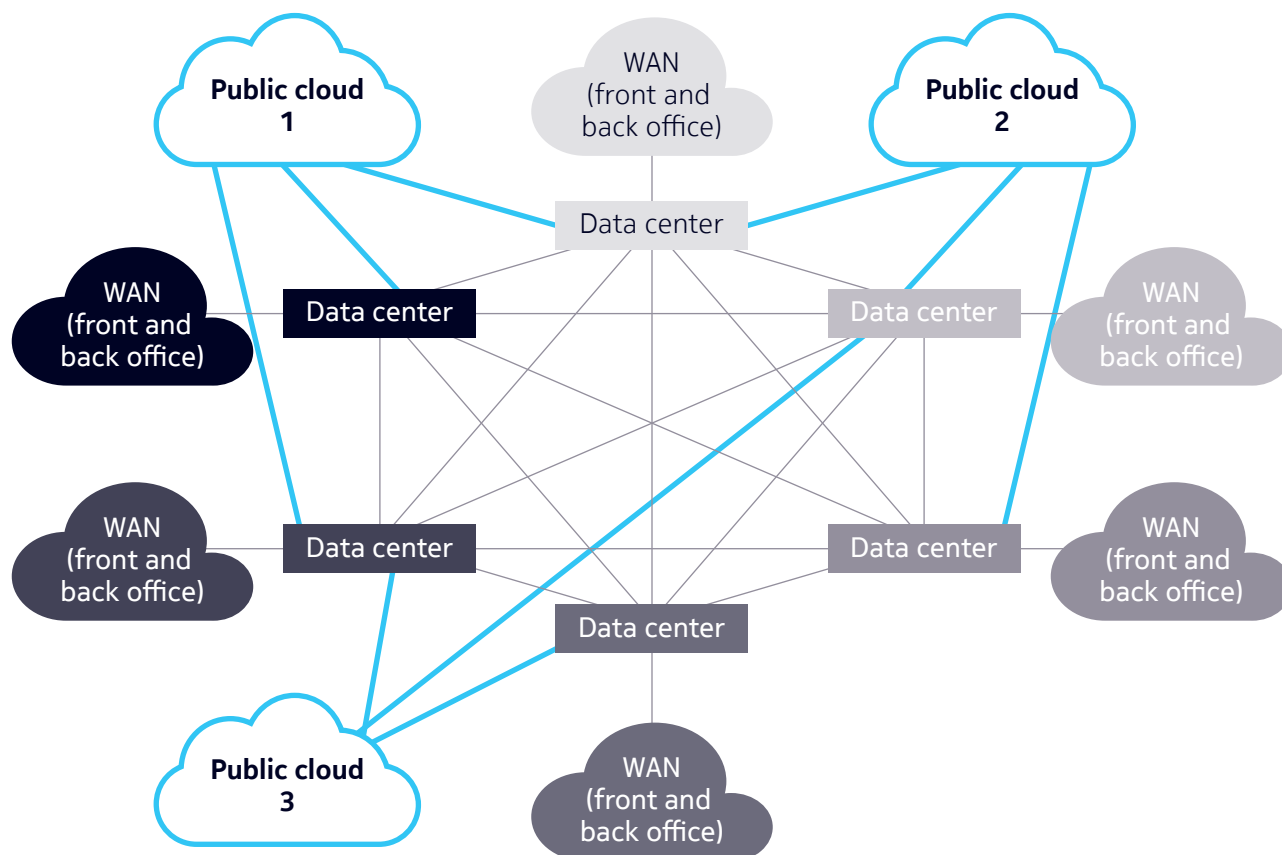 Public cloud
1
WAN
(front and
back office)
Public cloud
2
Data center
WAN
(front and
back office)
Data center
Data center
WAN
(front and
back office)
WAN
(front and
back office)
Data center
Data center
WAN
(front and
back office)
Data center
Public cloud
3
WAN
(front and
back office)